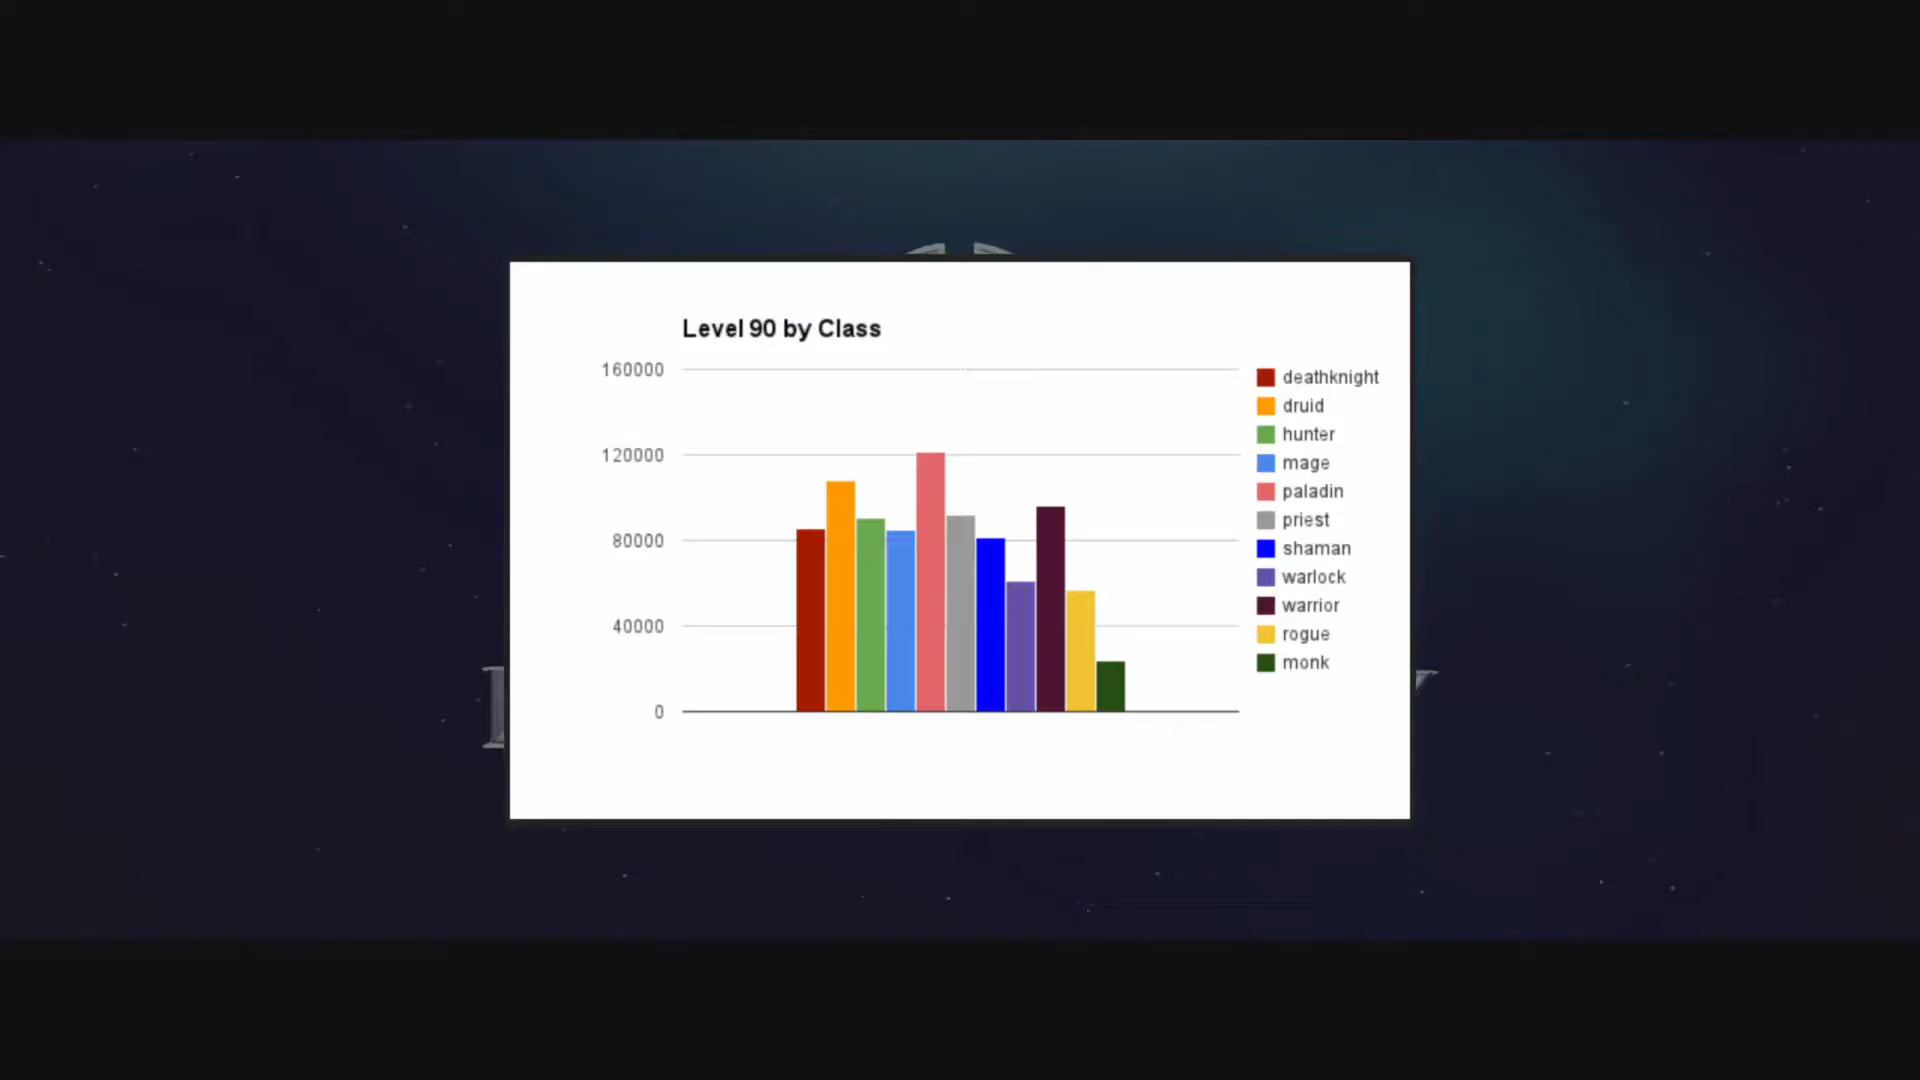 Level 90 by Class
160000
120000
80000
40000
0
deathknight
druid
hunter
mage
paladin
priest
shaman
warlock
warrior
rogue
monk